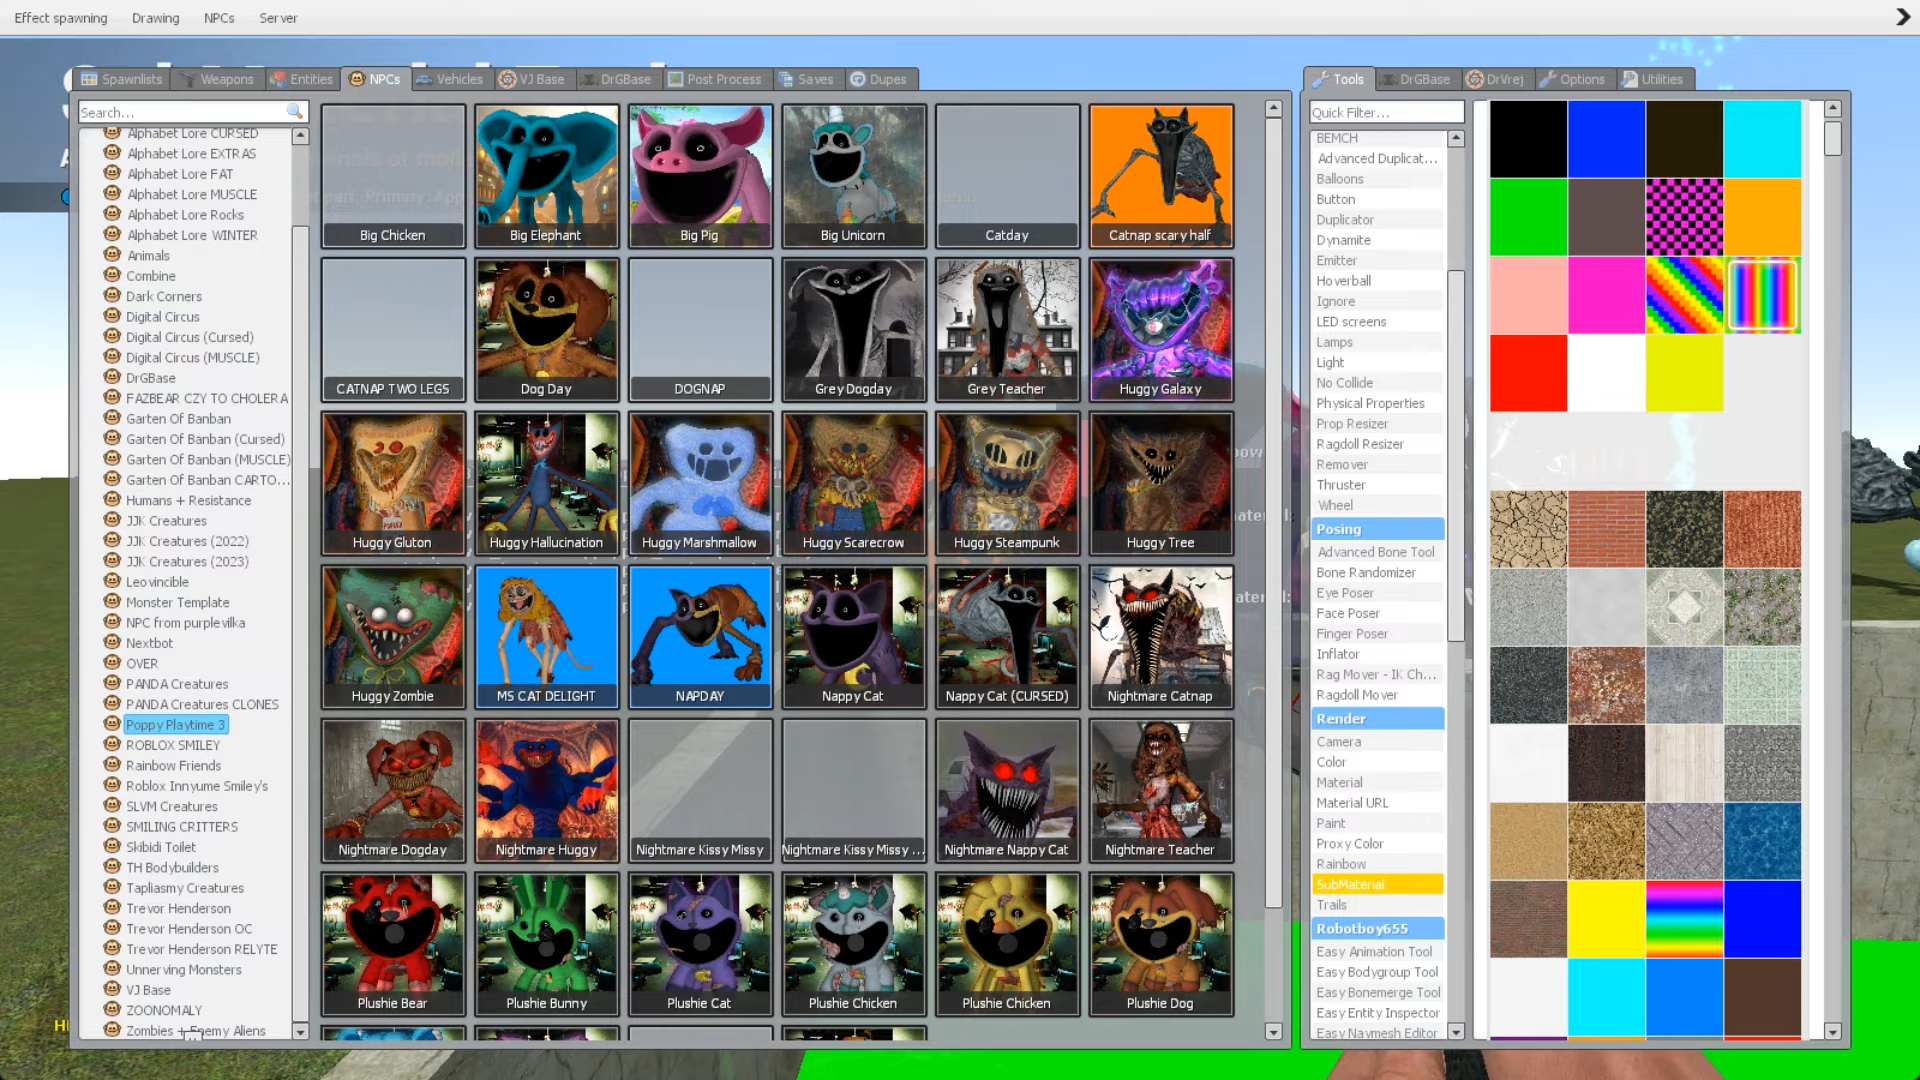 Effect spawning Drawing NPCs Server
Spawnlists Weapons Entities NPCs Vehicles VJ Base DrGBase Post Process Saves Dupes
Search...
Alphabet Lore CURSED
Alphabet Lore EXTRAS
Alphabet Lore FAT
Alphabet Lore MUSCLE
Alphabet Lore Rocks
Alphabet Lore WINTER
Animals
Combine
Dark Corners
Digital Circus
Digital Circus (Cursed)
Digital Circus (MUSCLE)
DrGBase
FAZBEAR CZY TO CHOLERA
Garten Of Banban
Garten Of Banban (Cursed)
Garten Of Banban (MUSCLE)
Garten Of Banban CARTO...
Humans + Resistance
JJK Creatures
JJK Creatures (2022)
JJK Creatures (2023)
Leovincible
Monster Template
NPC from purplevilka
Nextbot
OVER
PANDA Creatures
PANDA Creatures CLONES
Poppy Playtime 3
ROBLOX SMILEY
Rainbow Friends
Roblox Innyume Smiley's
SLVM Creatures
SMILING CRITTERS
Skibidi Toilet
TH Bodybuilders
Tapliasmy Creatures
Trevor Henderson
Trevor Henderson OC
Trevor Henderson RELYTE
Unnerving Monsters
VJ Base
ZOONOMALY
Zombies + Enemy Aliens
Big Chicken Big Elephant Big Pig Big Unicorn Catday Catnap scary half
CATNAP TWO LEGS Dog Day DOGNAP Grey Dogday Grey Teacher Huggy Galaxy
Huggy Gluton Huggy Hallucination Huggy Marshmallow Huggy Scarecrow Huggy Steampunk Huggy Tree
Huggy Zombie MS CAT DELIGHT NAPDAY Nappy Cat Nappy Cat (CURSED) Nightmare Catnap
Nightmare Dogday Nightmare Huggy Nightmare Kissy Missy Nightmare Kissy Missy ... Nightmare Nappy Cat Nightmare Teacher
Plushie Bear Plushie Bunny Plushie Cat Plushie Chicken Plushie Chicken Plushie Dog
Tools DrGBase DrVrej Options Utilities
Quick Filter...
BEMCH
Advanced Duplicat...
Balloons
Button
Duplicator
Dynamite
Emitter
Hoverball
Ignore
LED screens
Lamps
Light
No Collide
Physical Properties
Prop Resizer
Ragdoll Resizer
Remover
Thruster
Wheel
Posing
Advanced Bone Tool
Bone Randomizer
Eye Poser
Face Poser
Finger Poser
Inflator
Rag Mover - IK Ch...
Ragdoll Mover
Render
Camera
Color
Material
Material URL
Paint
Proxy Color
Rainbow
SubMaterial
Trails
Robotboy655
Easy Animation Tool
Easy Bodygroup Tool
Easy Bonemerge Tool
Easy Entity Inspector
Easy Navmesh Editor